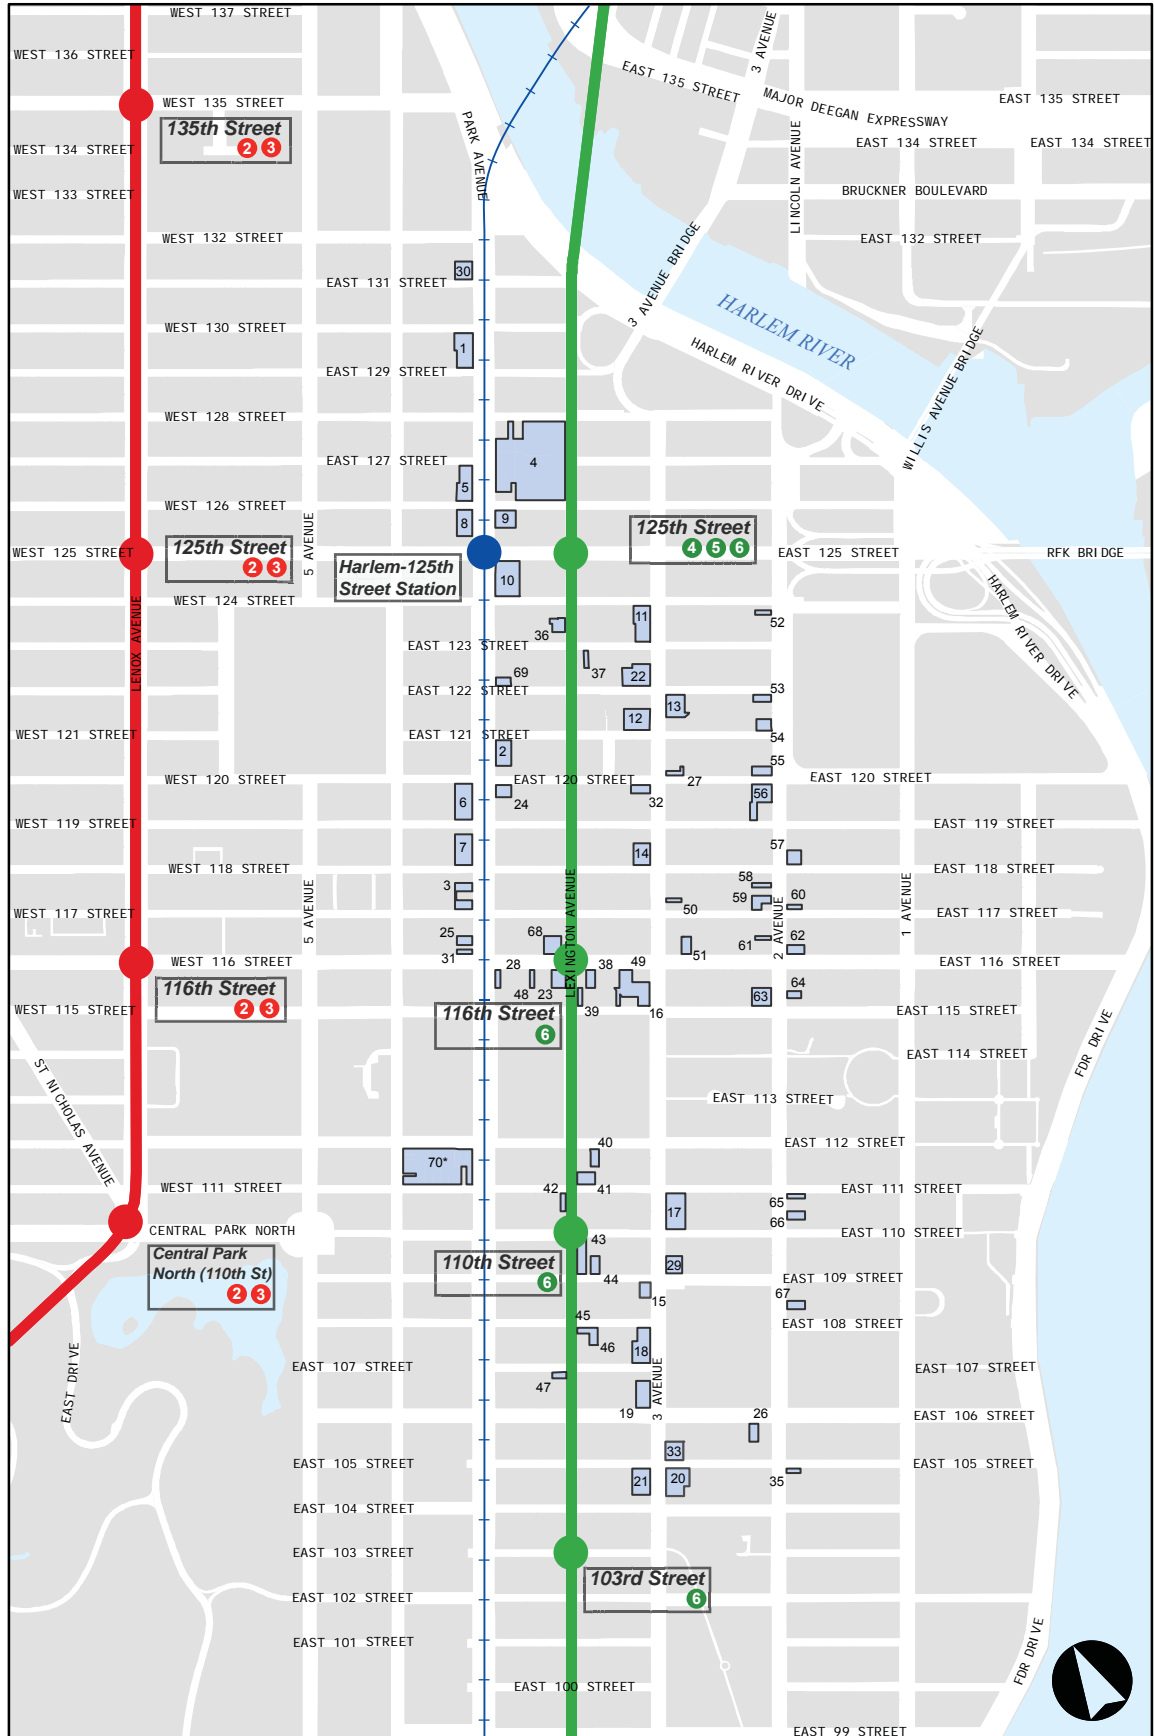 WEST 137 STREET
WEST 136 STREET
3 AVENUE
EAST 135 STREET
MAJOR DEEGAN EXPRESSWAY
EAST 135 STREET
WEST 135 STREET
135th Street
2 3
PARK AVENUE
LINCOLN AVENUE
EAST 134 STREET
EAST 134 STREET
WEST 134 STREET
WEST 133 STREET
BRUCKNER BOULEVARD
WEST 132 STREET
EAST 132 STREET
3 AVENUE BRIDGE
30
EAST 131 STREET
HARLEM RIVER
WEST 130 STREET
1
HARLEM RIVER DRIVE
WILLIS AVENUE BRIDGE
EAST 129 STREET
WEST 128 STREET
EAST 127 STREET
4
5
WEST 126 STREET
8
9
5 AVENUE
125th Street
4 5 6
125th Street
2 3
WEST 125 STREET
EAST 125 STREET
RFK BRIDGE
Harlem-125th
Street Station
10
WEST 124 STREET
HARLEM RIVER DRIVE
LENOX AVENUE
11
52
36
EAST 123 STREET
37
22
69
EAST 122 STREET
53
13
12
54
WEST 121 STREET
EAST 121 STREET
2
55
WEST 120 STREET
EAST 120 STREET
27
EAST 120 STREET
6
24
32
56
WEST 119 STREET
EAST 119 STREET
7
14
57
WEST 118 STREET
EAST 118 STREET
5 AVENUE
LEXINGTON AVENUE
2 AVENUE
1 AVENUE
3
58
59
60
50
WEST 117 STREET
EAST 117 STREET
25
68
61
62
31
51
WEST 116 STREET
EAST 116 STREET
28
48
23
38
49
39
16
63
64
116th Street
2 3
116th Street
6
WEST 115 STREET
EAST 115 STREET
FDR DRIVE
EAST 114 STREET
ST NICHOLAS AVENUE
EAST 113 STREET
40
EAST 112 STREET
70*
41
42
WEST 111 STREET
EAST 111 STREET
65
17
66
CENTRAL PARK NORTH
EAST 110 STREET
43
Central Park
North (110th St)
2 3
110th Street
6
44
29
EAST 109 STREET
15
67
45
46
EAST 108 STREET
18
EAST DRIVE
EAST 107 STREET
EAST 107 STREET
3 AVENUE
47
19
26
EAST 106 STREET
33
EAST 105 STREET
EAST 105 STREET
21
20
35
EAST 104 STREET
EAST 103 STREET
103rd Street
6
EAST 102 STREET
EAST 101 STREET
FDR DRIVE
EAST 100 STREET
EAST 99 STREET